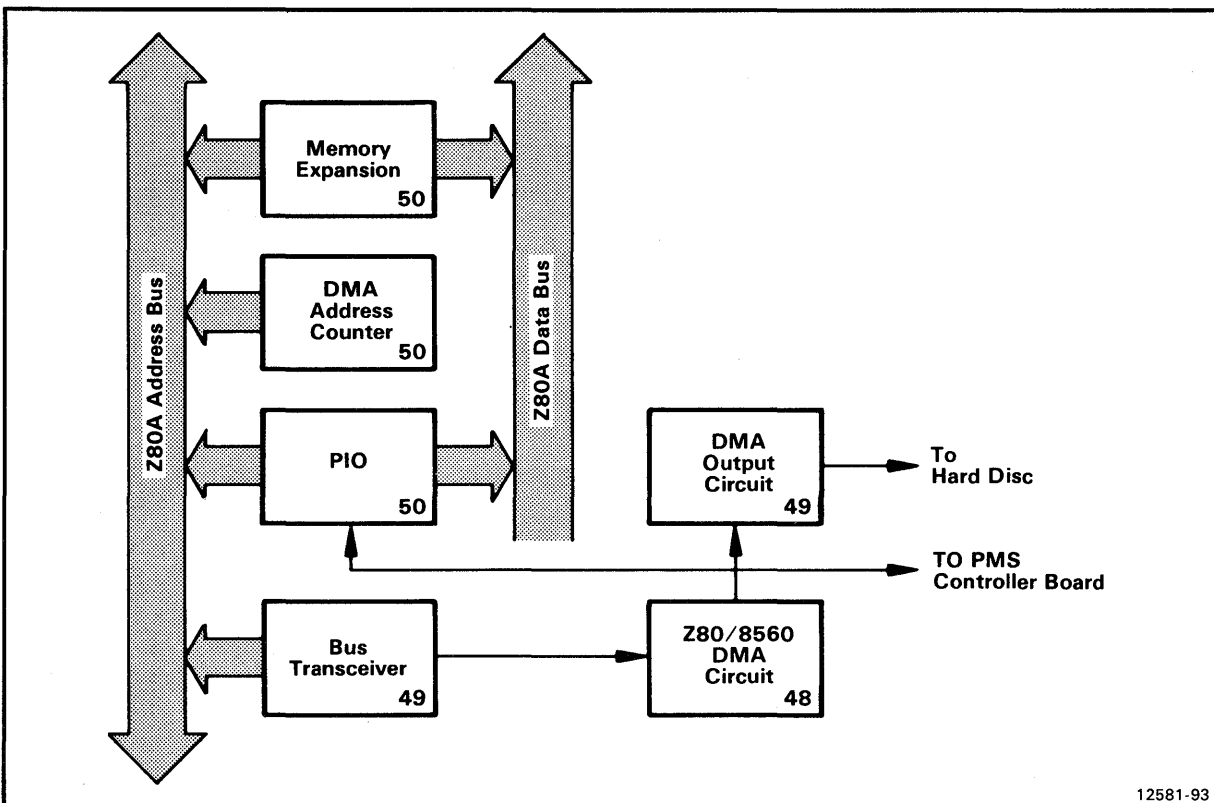 Z80A Address Bus
Memory
Expansion
50
Z80A Data Bus
DMA
Address
Counter
50
PIO
50
DMA
Output
Circuit
49
To
Hard Disc
TO PMS
Controller Board
Bus
Transceiver
49
Z80/8560
DMA
Circuit
48
12581-93